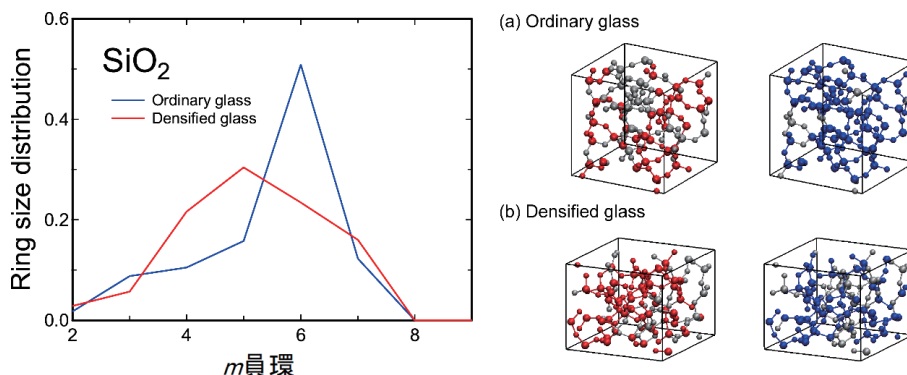 SiO2
Ordinary glass
Densified glass
Ring size distribution
0.6
0.4
0.2
0.0
2
4
6
8
m員環
(a) Ordinary glass
(b) Densified glass